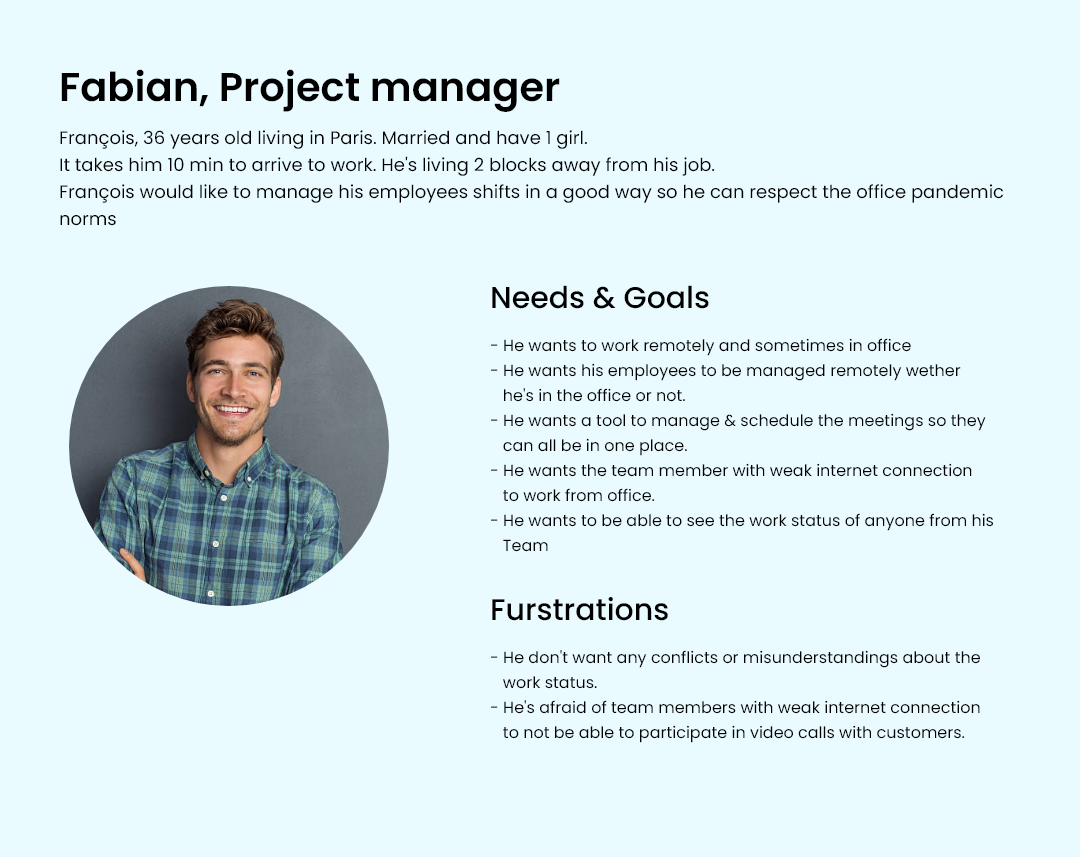 Fabian, Project manager
François, 36 years old living in Paris. Married and have 1 girl.
It takes him 10 min to arrive to work. He's living 2 blocks away from his job.
François would like to manage his employees shifts in a good way so he can respect the office pandemic
norms
Needs & Goals
- He wants to work remotely and sometimes in office
- He wants his employees to be managed remotely wether
he's in the office or not.
- He wants a tool to manage & schedule the meetings so they
can all be in one place.
- He wants the team member with weak internet connection
to work from office.
- He wants to be able to see the work status of anyone from his
Team
Furstrations
- He don't want any conflicts or misunderstandings about the
work status.
- He's afraid of team members with weak internet connection
to not be able to participate in video calls with customers.